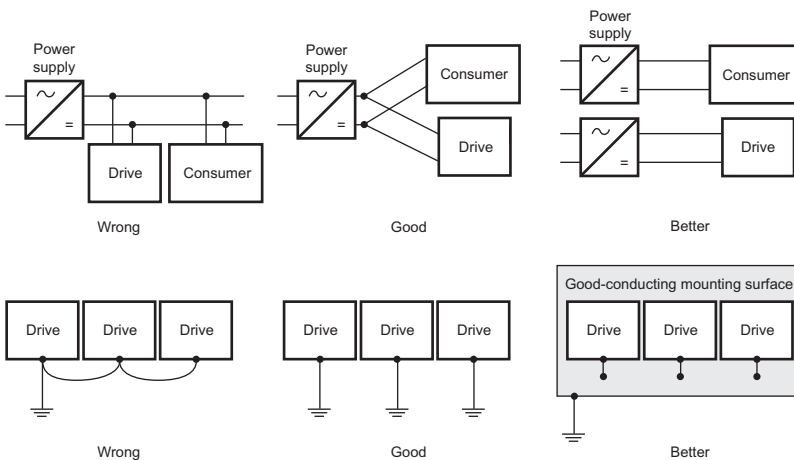 Power
supply
=
Drive
Consumer
Wrong
Power
supply
=
Consumer
Drive
Good
Power
supply
=
Consumer
=
Drive
Better
Drive
Drive
Drive
Wrong
Drive
Drive
Drive
Good
Good-conducting mounting surface
Drive
Drive
Drive
Better